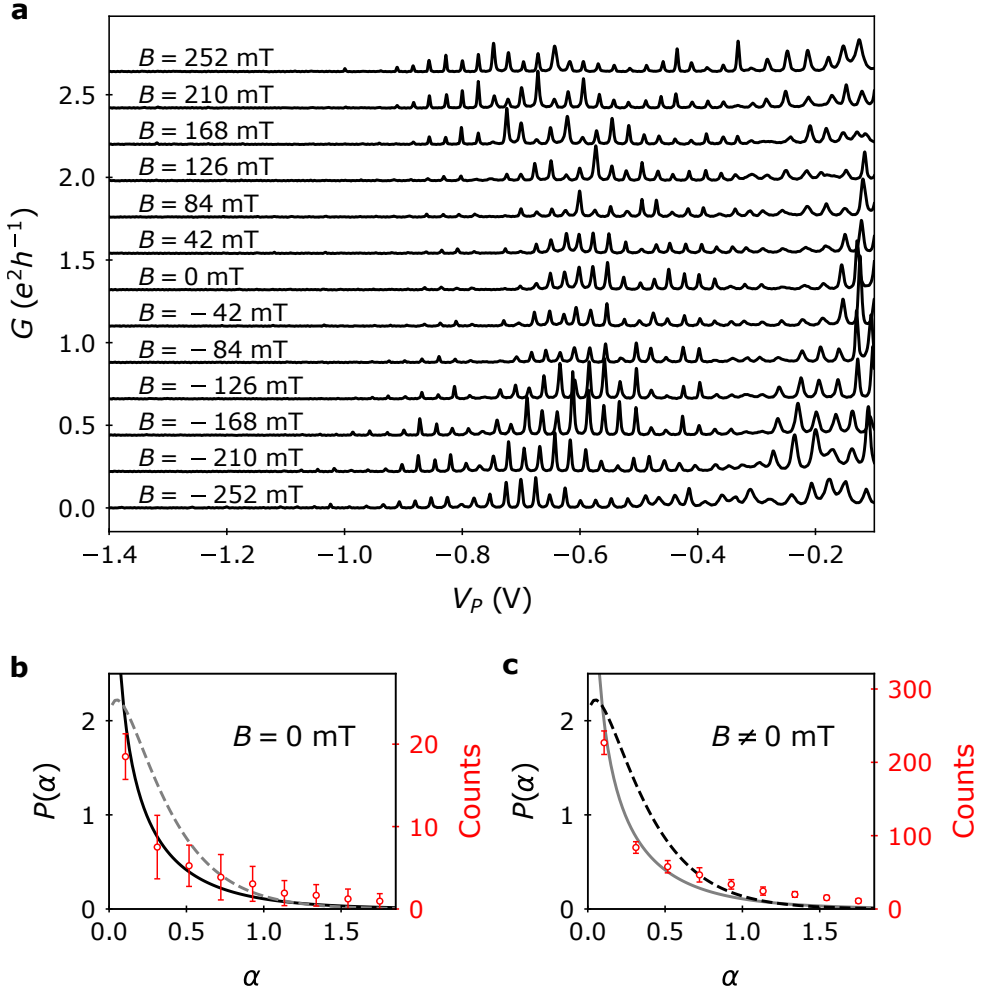 a
B = 252 mT
B = 210 mT
B = 168 mT
B = 126 mT
B = 84 mT
B = 42 mT
B = 0 mT
B = −42 mT
B = −84 mT
B = −126 mT
B = −168 mT
B = −210 mT
B = −252 mT
2.5
2.0
1.5
1.0
0.5
0.0
G (e²h⁻¹)
−1.4 −1.2 −1.0 −0.8 −0.6 −0.4 −0.2
V_P (V)
b
B = 0 mT
2
1
0
P(α)
20
10
0
Counts
0.0 0.5 1.0 1.5
α
c
B ≠ 0 mT
2
1
0
P(α)
300
200
100
0
Counts
0.0 0.5 1.0 1.5
α